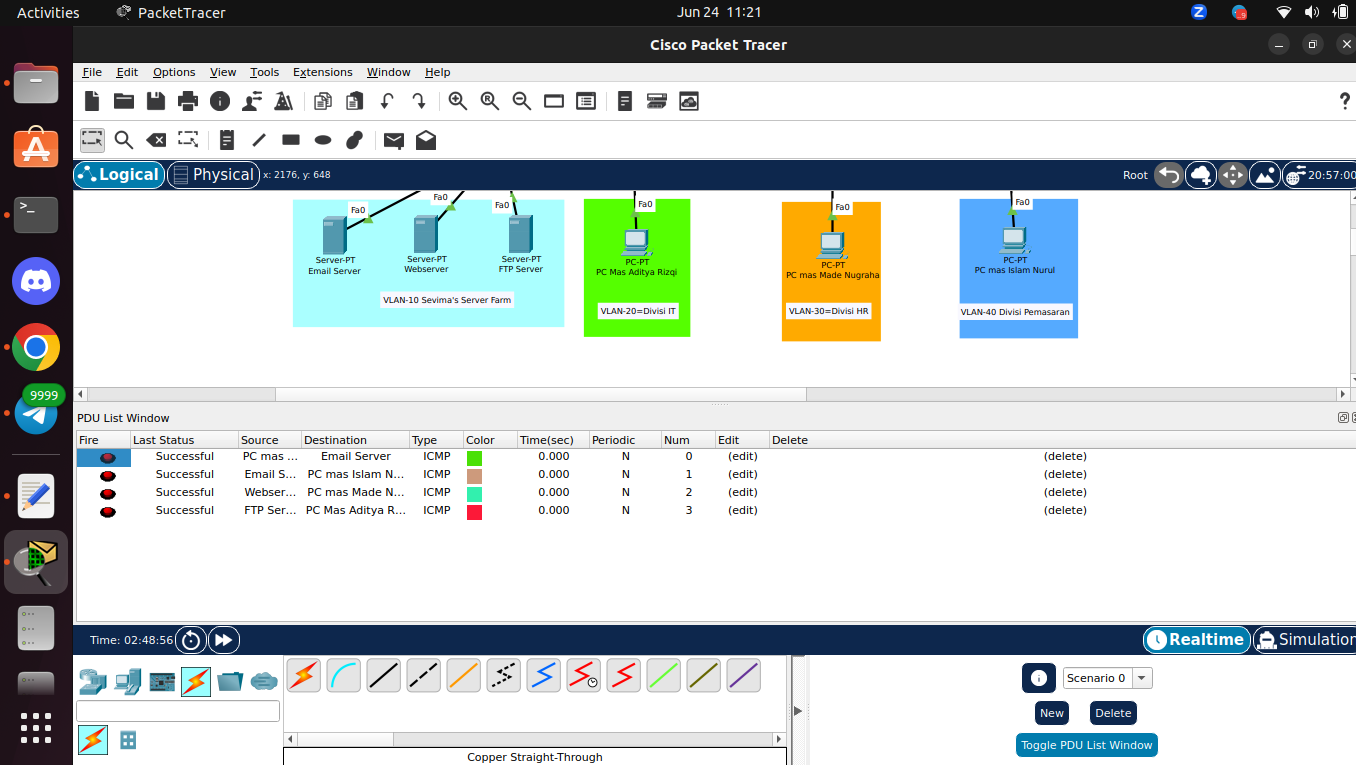 Activities PacketTracer Jun 24 11:21 Z
Cisco Packet Tracer
File Edit Options View Tools Extensions Window Help
?
Logical Physical x: 2176, y: 648 Root 20:57:00
Fa0 Fa0 Fa0 Fa0 Fa0 Fa0
Server-PT Server-PT Server-PT PC-PT PC-PT PC-PT
Email Server Webserver FTP Server PC Mas Aditya Rizqi PC mas Made Nugraha PC mas Islam Nurul
VLAN-10 Sevima's Server Farm VLAN-20=Divisi IT VLAN-30=Divisi HR VLAN-40 Divisi Pemasaran
9999
PDU List Window
Fire Last Status Source Destination Type Color Time(sec) Periodic Num Edit Delete
Successful PC mas ... Email Server ICMP 0.000 N 0 (edit) (delete)
Successful Email S... PC mas Islam N... ICMP 0.000 N 1 (edit) (delete)
Successful Webser... PC mas Made N... ICMP 0.000 N 2 (edit) (delete)
Successful FTP Ser... PC Mas Aditya R... ICMP 0.000 N 3 (edit) (delete)
Time: 02:48:56 Realtime Simulation
Scenario 0
New Delete
Toggle PDU List Window
Copper Straight-Through